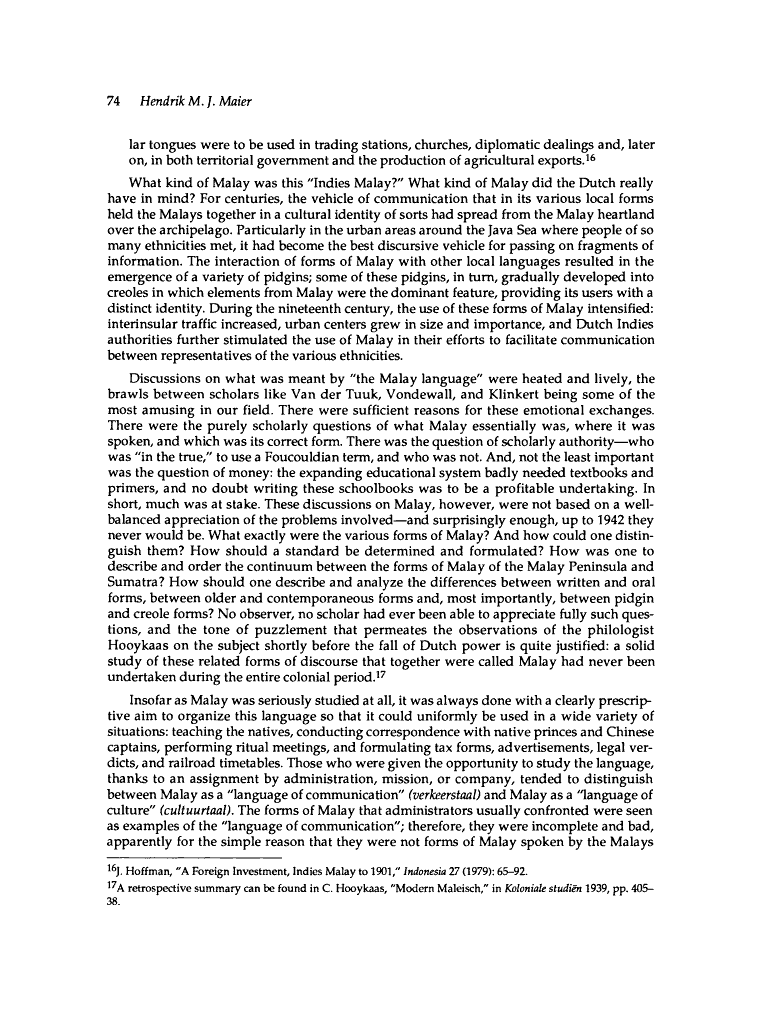 74 Hendrik M. J. Maier
lar tongues were to be used in trading stations, churches, diplomatic dealings and, later
on, in both territorial government and the production of agricultural exports.16
What kind of Malay was this "Indies Malay?" What kind of Malay did the Dutch really
have in mind? For centuries, the vehicle of communication that in its various local forms
held the Malays together in a cultural identity of sorts had spread from the Malay heartland
over the archipelago. Particularly in the urban areas around the Java Sea where people of so
many ethnicities met, it had become the best discursive vehicle for passing on fragments of
information. The interaction of forms of Malay with other local languages resulted in the
emergence of a variety of pidgins; some of these pidgins, in turn, gradually developed into
creoles in which elements from Malay were the dominant feature, providing its users with a
distinct identity. During the nineteenth century, the use of these forms of Malay intensified:
interinsular traffic increased, urban centers grew in size and importance, and Dutch Indies
authorities further stimulated the use of Malay in their efforts to facilitate communication
between representatives of the various ethnicities.
Discussions on what was meant by "the Malay language" were heated and lively, the
brawls between scholars like Van der Tuuk, Vondewall, and Klinkert being some of the
most amusing in our field. There were sufficient reasons for these emotional exchanges.
There were the purely scholarly questions of what Malay essentially was, where it was
spoken, and which was its correct form. There was the question of scholarly authority—who
was "in the true," to use a Foucouldian term, and who was not. And, not the least important
was the question of money: the expanding educational system badly needed textbooks and
primers, and no doubt writing these schoolbooks was to be a profitable undertaking. In
short, much was at stake. These discussions on Malay, however, were not based on a well-
balanced appreciation of the problems involved—and surprisingly enough, up to 1942 they
never would be. What exactly were the various forms of Malay? And how could one distin-
guish them? How should a standard be determined and formulated? How was one to
describe and order the continuum between the forms of Malay of the Malay Peninsula and
Sumatra? How should one describe and analyze the differences between written and oral
forms, between older and contemporaneous forms and, most importantly, between pidgin
and creole forms? No observer, no scholar had ever been able to appreciate fully such ques-
tions, and the tone of puzzlement that permeates the observations of the philologist
Hooykaas on the subject shortly before the fall of Dutch power is quite justified: a solid
study of these related forms of discourse that together were called Malay had never been
undertaken during the entire colonial period.17
Insofar as Malay was seriously studied at all, it was always done with a clearly prescrip-
tive aim to organize this language so that it could uniformly be used in a wide variety of
situations: teaching the natives, conducting correspondence with native princes and Chinese
captains, performing ritual meetings, and formulating tax forms, advertisements, legal ver-
dicts, and railroad timetables. Those who were given the opportunity to study the language,
thanks to an assignment by administration, mission, or company, tended to distinguish
between Malay as a "language of communication" (verkeerstaal) and Malay as a "language of
culture" (cultuurtaal). The forms of Malay that administrators usually confronted were seen
as examples of the "language of communication"; therefore, they were incomplete and bad,
apparently for the simple reason that they were not forms of Malay spoken by the Malays
16J. Hoffman, "A Foreign Investment, Indies Malay to 1901," Indonesia 27 (1979): 65–92.
17A retrospective summary can be found in C. Hooykaas, "Modern Maleisch," in Koloniale studiën 1939, pp. 405–
38.